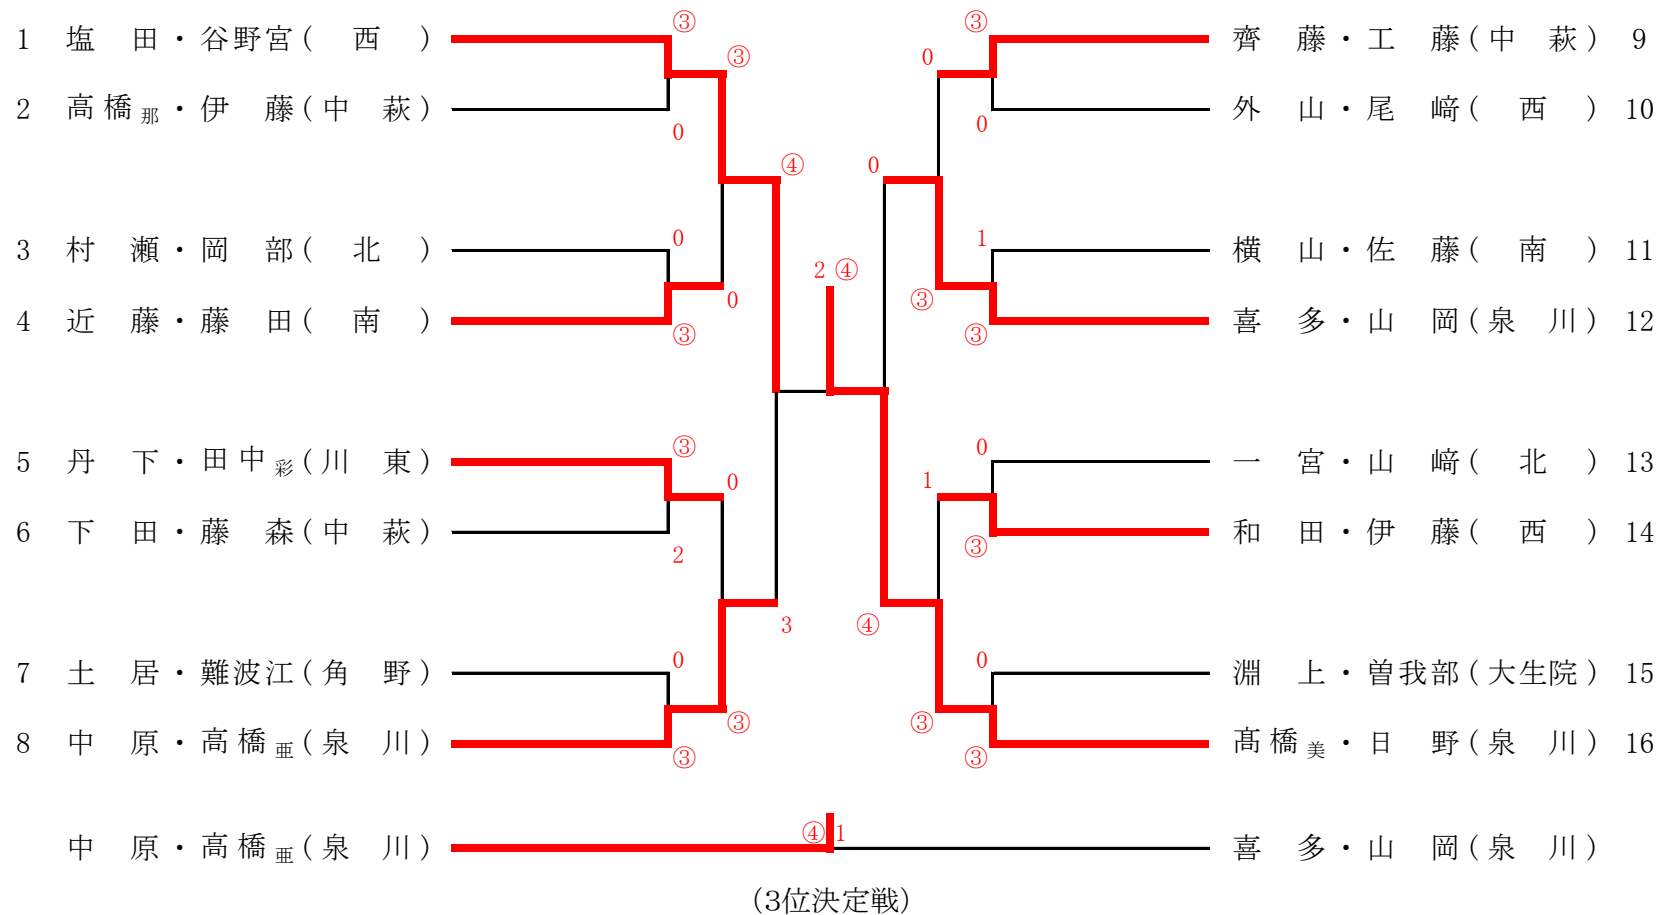 1 塩 田・谷野宮( 西 ) ③ ③ 齊 藤・工 藤(中 萩) 9
③ 0
2 高橋那・伊 藤(中 萩) 0 0 外 山・尾 﨑( 西 ) 10
④ 0
3 村 瀬・岡 部( 北 ) 0 1 横 山・佐 藤( 南 ) 11
2 ④
0 ③
4 近 藤・藤 田( 南 ) ③ ③ 喜 多・山 岡(泉 川) 12
5 丹 下・田中彩(川 東) ③ 0 一 宮・山 﨑( 北 ) 13
0 1
6 下 田・藤 森(中 萩) 2 ③ 和 田・伊 藤( 西 ) 14
3 ④
7 土 居・難波江(角 野) 0 0 淵 上・曽我部(大生院) 15
③ ③
8 中 原・高橋亜(泉 川) ③ ③ 髙橋美・日 野(泉 川) 16
中 原・高橋亜(泉 川) ④ 1 喜 多・山 岡(泉 川)
(3位決定戦)